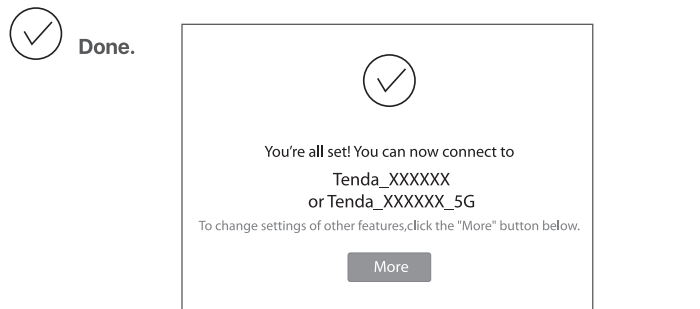 Done.
You're all set! You can now connect to
Tenda_XXXXXX
or Tenda_XXXXXX_5G
To change settings of other features,click the "More" button below.
More